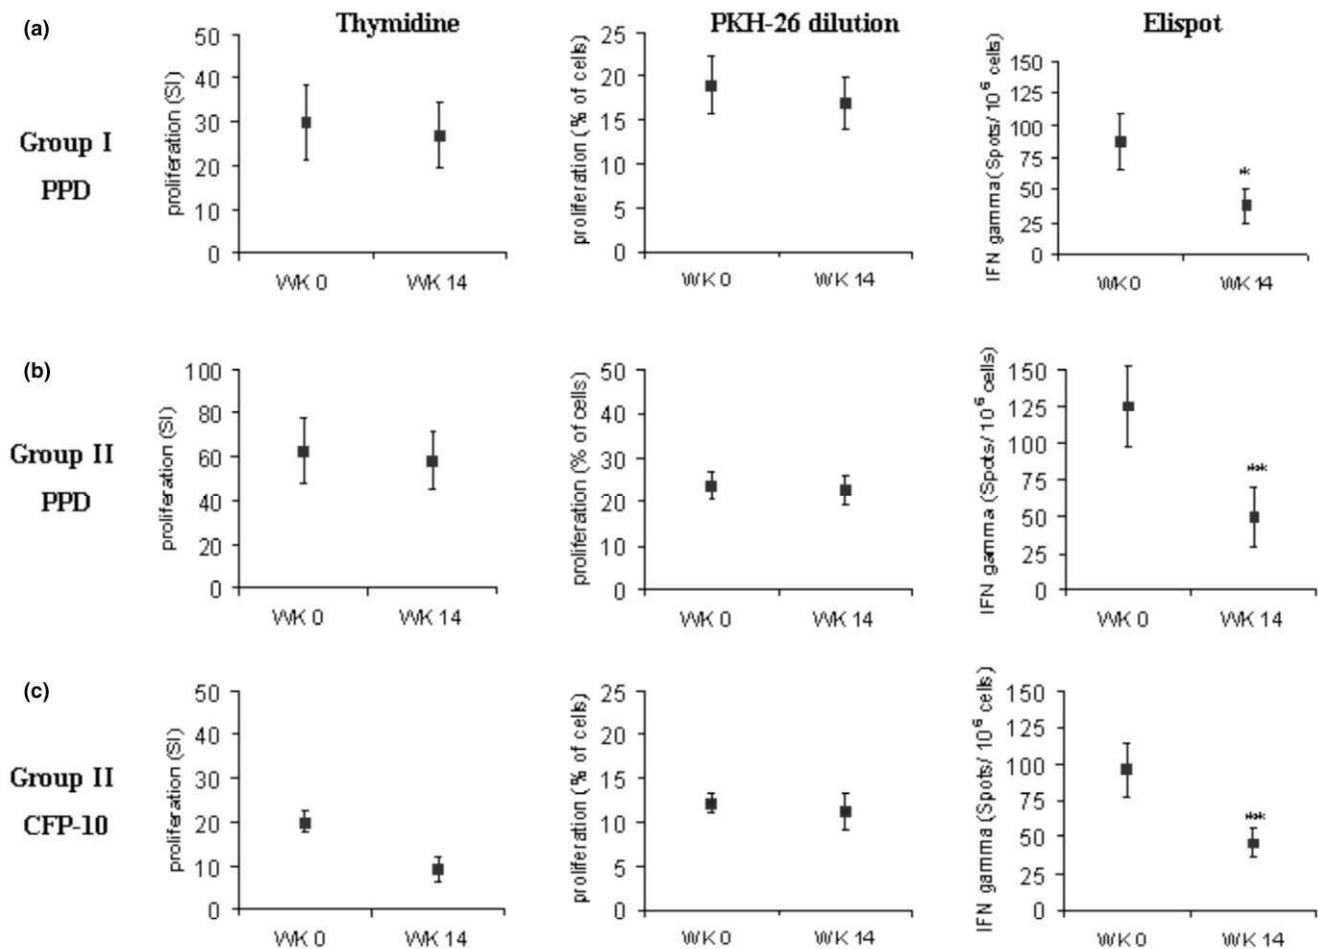 (a)
Thymidine
PKH-26 dilution
Elispot
Group I
PPD
proliferation (SI)
50
40
30
20
10
0
WK 0
WK 14
proliferation (% of cells)
25
20
15
10
5
0
WK 0
WK 14
IFN gamma (Spots/ 10⁶ cells)
150
125
100
75
50
25
0
*
WK 0
WK 14
(b)
Group II
PPD
proliferation (SI)
100
80
60
40
20
0
WK 0
WK 14
proliferation (% of cells)
50
40
30
20
10
0
WK 0
WK 14
IFN gamma (Spots/ 10⁶ cells)
150
125
100
75
50
25
0
**
WK 0
WK 14
(c)
Group II
CFP-10
proliferation (SI)
50
40
30
20
10
0
WK 0
WK 14
proliferation (% of cells)
25
20
15
10
5
0
WK 0
WK 14
IFN gamma (Spots/ 10⁶ cells)
150
125
100
75
50
25
0
**
WK 0
WK 14